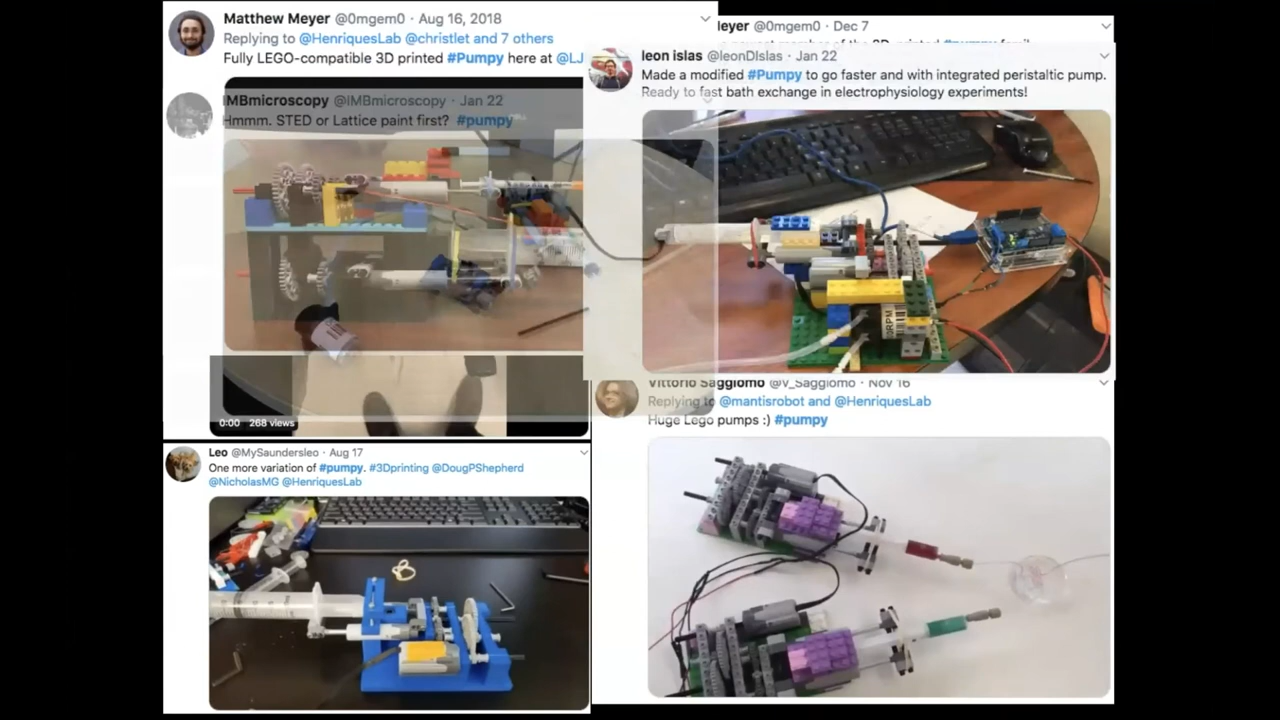 Matthew Meyer @0mgem0 · Aug 16, 2018
Replying to @HenriquesLab @christlet and 7 others
Fully LEGO-compatible 3D printed #Pumpy here at @LJ
IMBmicroscopy @IMBmicroscopy · Jan 22
Hmmm. STED or Lattice paint first? #pumpy
0:00 268 views
leyer @0mgem0 · Dec 7
leon islas @leonDIslas · Jan 22
Made a modified #Pumpy to go faster and with integrated peristaltic pump.
Ready to fast bath exchange in electrophysiology experiments!
Leo @MySaundersleo · Aug 17
One more variation of #pumpy. #3Dprinting @DougPShepherd
@NicholasMG @HenriquesLab
Vittorio Saggiomo @V_Saggiomo · Nov 16
Replying to @mantisrobot and @HenriquesLab
Huge Lego pumps :) #pumpy